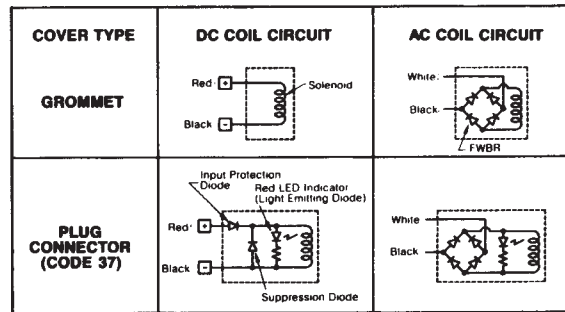 COVER TYPE
DC COIL CIRCUIT
AC COIL CIRCUIT
GROMMET
Red
+
Solenoid
Black
-
White
Black
FWBR
PLUG
CONNECTOR
(CODE 37)
Input Protection
Diode
Red LED Indicator
(Light Emitting Diode)
Red
+
Black
-
Suppression Diode
White
Black